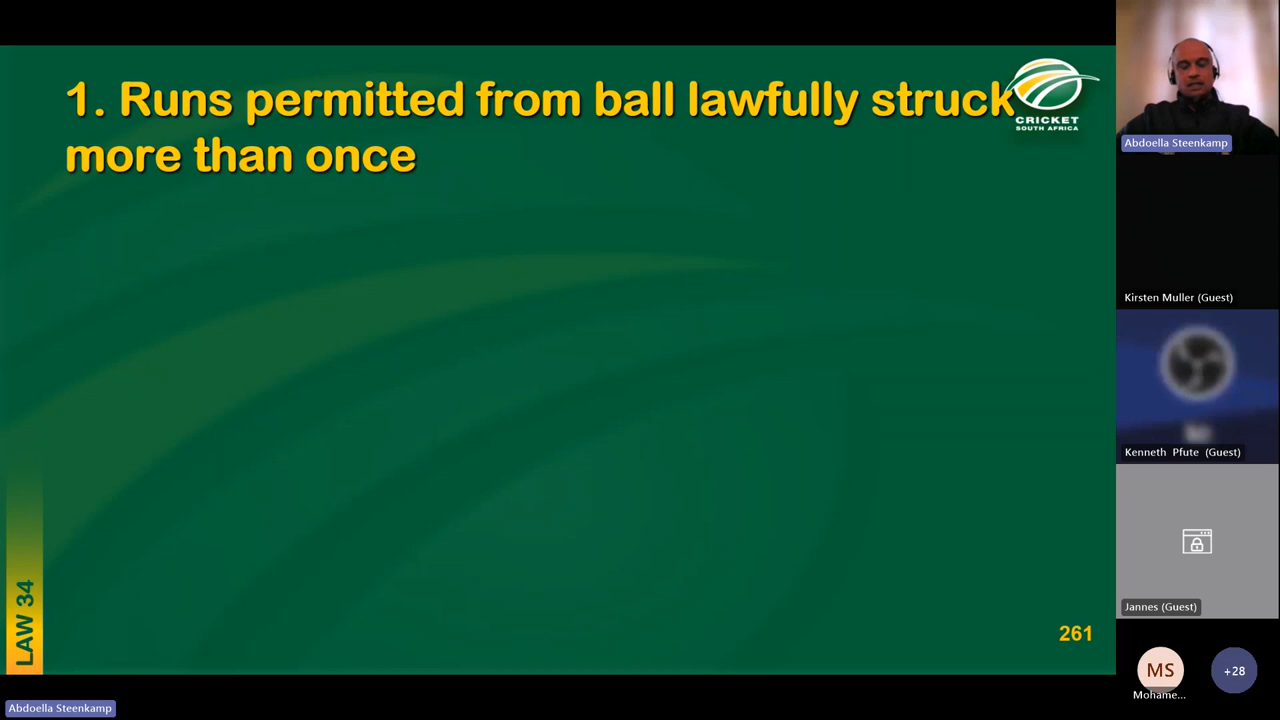 1. Runs permitted from ball lawfully struck
more than once
CRICKET
SOUTH AFRICA
LAW 34
261
Abdoella Steenkamp
Abdoella Steenkamp
Kirsten Muller (Guest)
Kenneth Pfute (Guest)
Jannes (Guest)
MS
+28
Mohame...